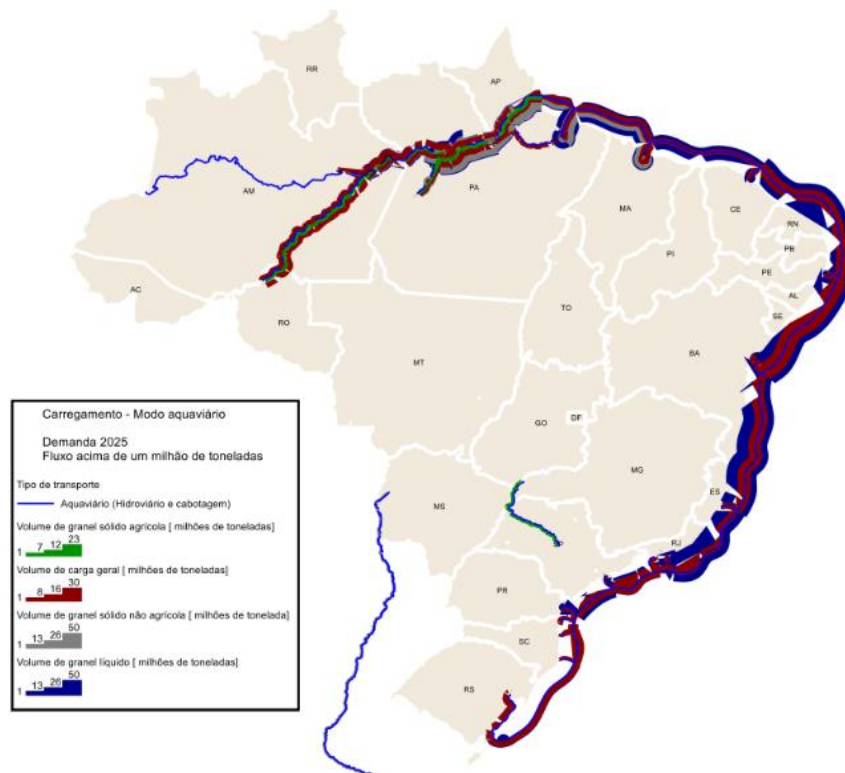 RR
AP
AM
PA
MA
CE
RN
PB
PE
AL
SE
PI
AC
RO
TO
BA
MT
GO
DF
MG
ES
MS
SP
RJ
PR
SC
RS
Carregamento - Modo aquaviário
Demanda 2025
Fluxo acima de um milhão de toneladas
Tipo de transporte
Aquaviário (Hidroviário e cabotagem)
Volume de granel sólido agrícola [ milhões de toneladas]
1 7 12 23
Volume de carga geral [ milhões de toneladas]
1 8 16 30
Volume de granel sólido não agrícola [ milhões de tonelada]
1 13 26 50
Volume de granel líquido [ milhões de toneladas]
1 13 26 50